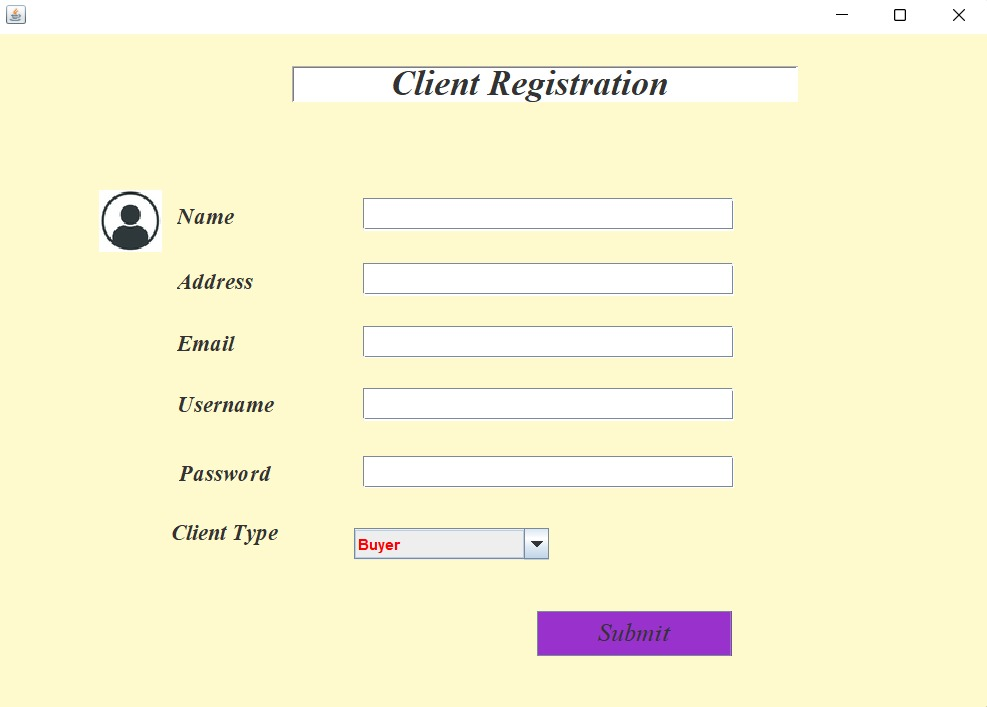 Client Registration
Name
Address
Email
Username
Password
Client Type
Buyer
Submit